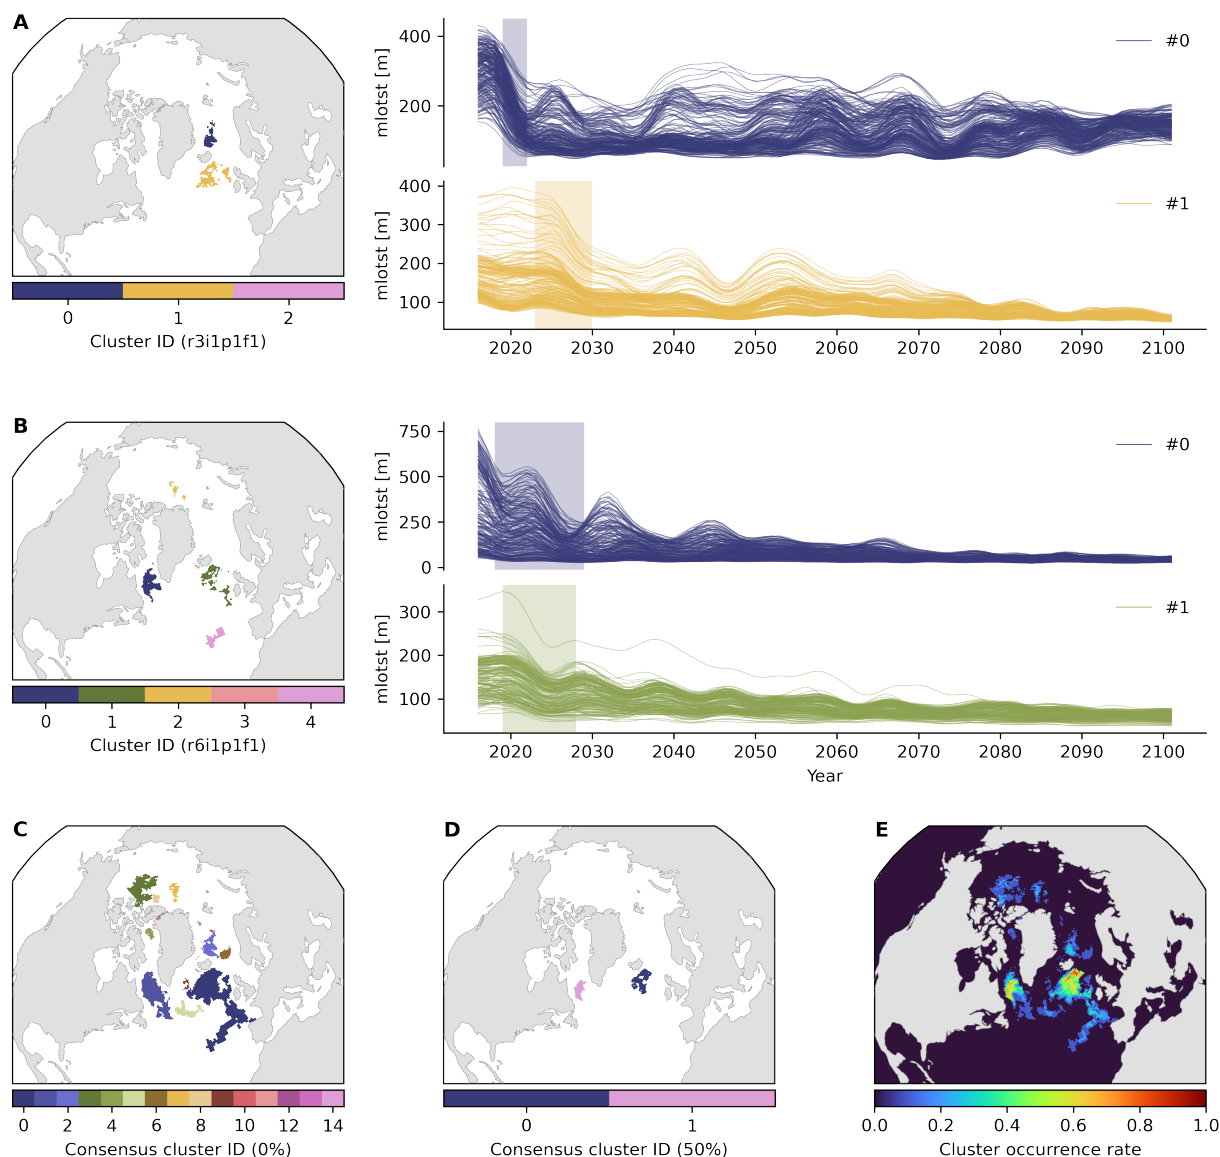 A
0 1 2
Cluster ID (r3i1p1f1)
mlotst [m]
400
200
#0
mlotst [m]
400
300
200
100
#1
2020 2030 2040 2050 2060 2070 2080 2090 2100
B
0 1 2 3 4
Cluster ID (r6i1p1f1)
mlotst [m]
750
500
250
0
#0
mlotst [m]
300
200
100
#1
2020 2030 2040 2050 2060 2070 2080 2090 2100
Year
C
0 2 4 6 8 10 12 14
Consensus cluster ID (0%)
D
0 1
Consensus cluster ID (50%)
E
0.0 0.2 0.4 0.6 0.8 1.0
Cluster occurrence rate